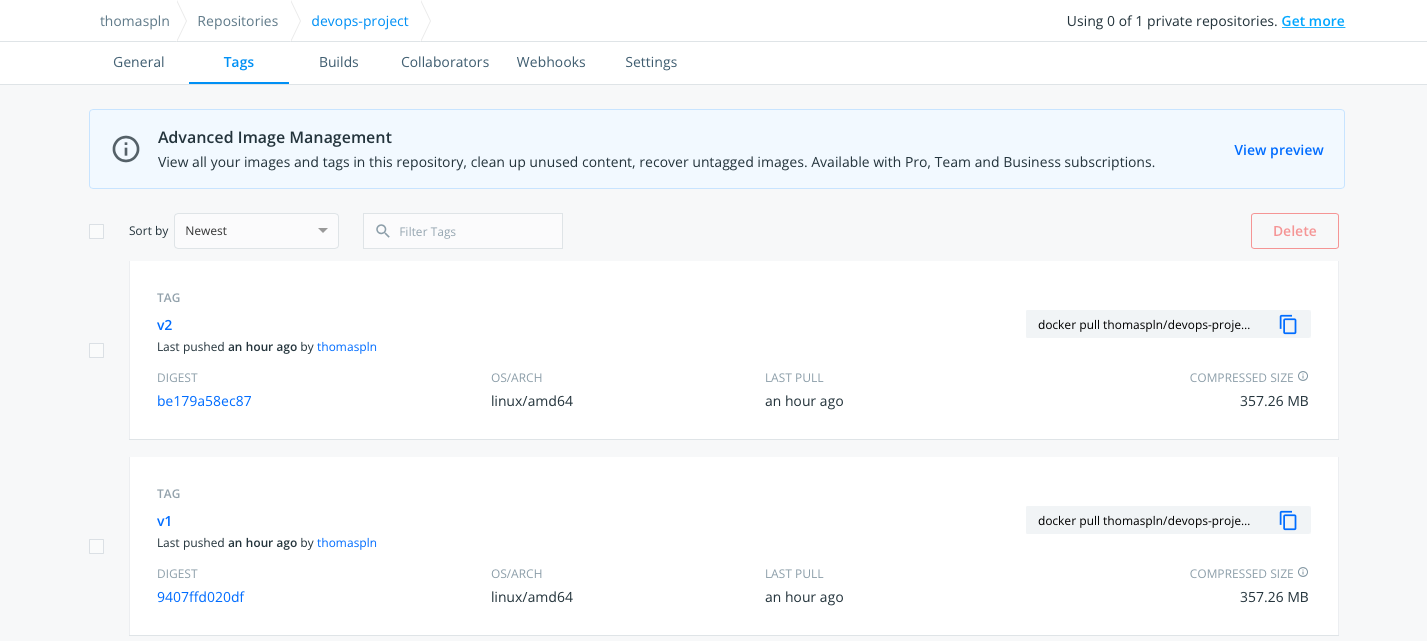 thomaspln Repositories devops-project Using 0 of 1 private repositories. Get more
General Tags Builds Collaborators Webhooks Settings
Advanced Image Management
View all your images and tags in this repository, clean up unused content, recover untagged images. Available with Pro, Team and Business subscriptions.
View preview
Sort by Newest Filter Tags Delete
TAG
v2
docker pull thomaspln/devops-proje...
Last pushed an hour ago by thomaspln
DIGEST OS/ARCH LAST PULL COMPRESSED SIZE
be179a58ec87 linux/amd64 an hour ago 357.26 MB
TAG
v1
docker pull thomaspln/devops-proje...
Last pushed an hour ago by thomaspln
DIGEST OS/ARCH LAST PULL COMPRESSED SIZE
9407ffd020df linux/amd64 an hour ago 357.26 MB